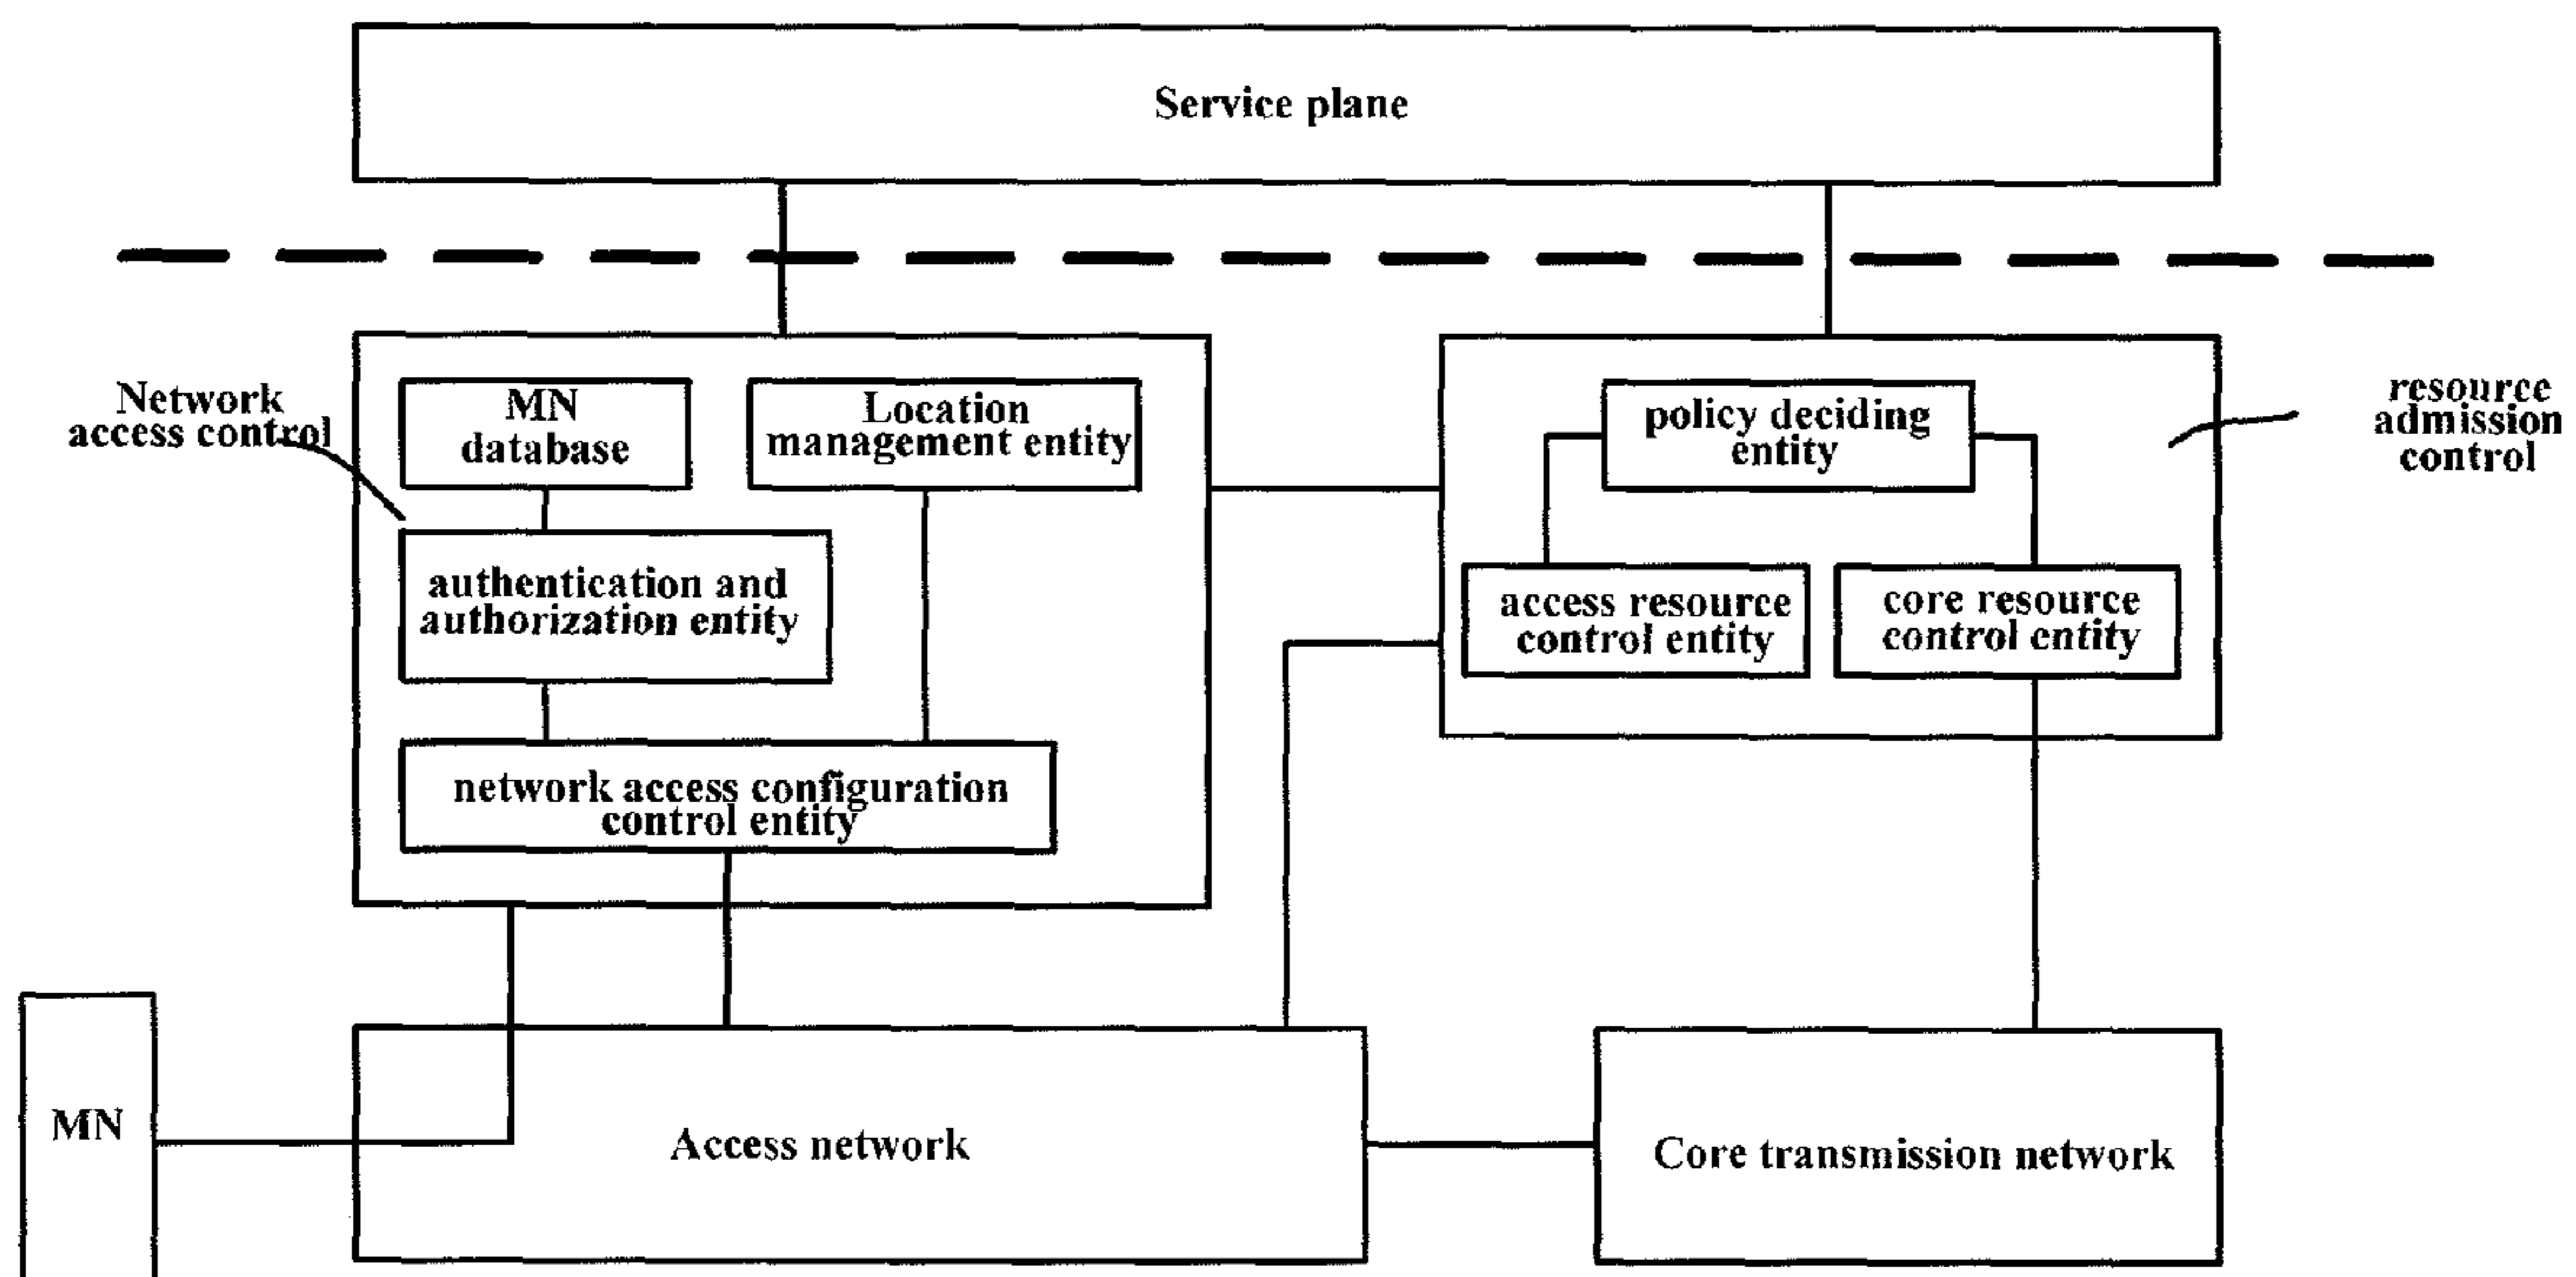 Service plane
Network
access control
MN
database
Location
management entity
authentication and
authorization entity
network access configuration
control entity
policy deciding
entity
access resource
control entity
core resource
control entity
resource
admission
control
MN
Access network
Core transmission network